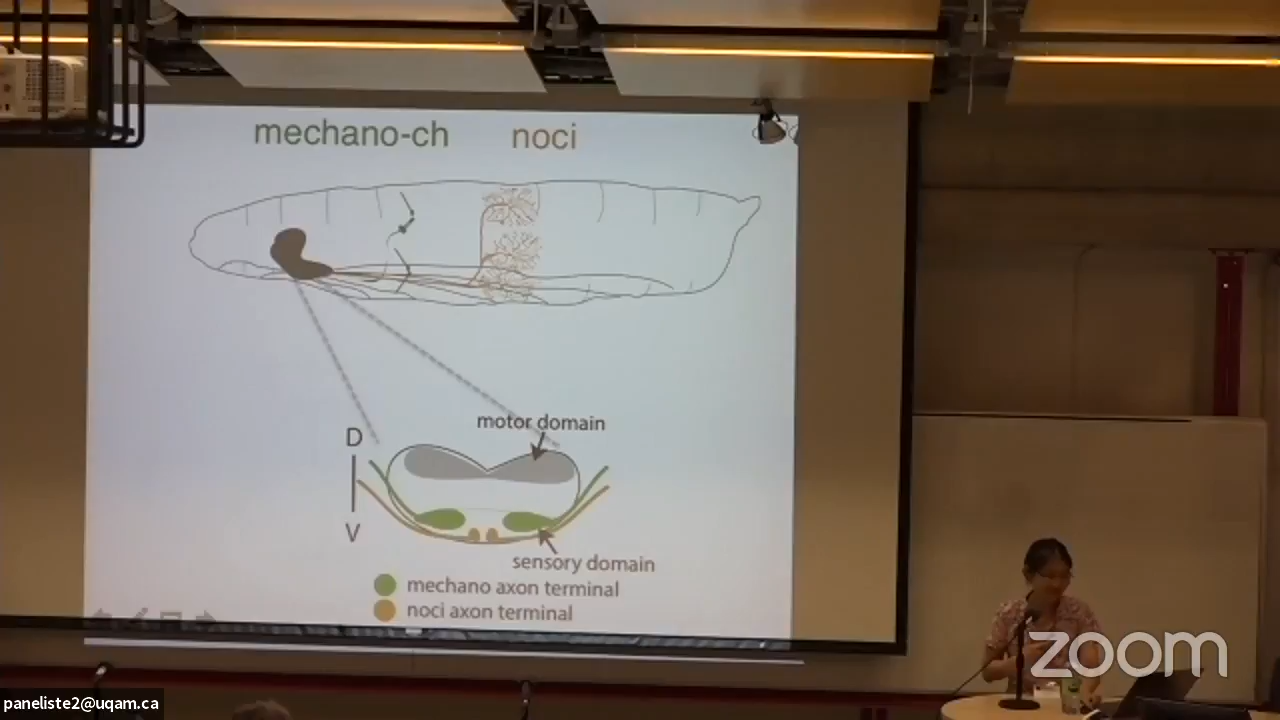 mechano-ch noci
motor domain
D
V
sensory domain
mechano axon terminal
noci axon terminal
zoom
paneliste2@uqam.ca